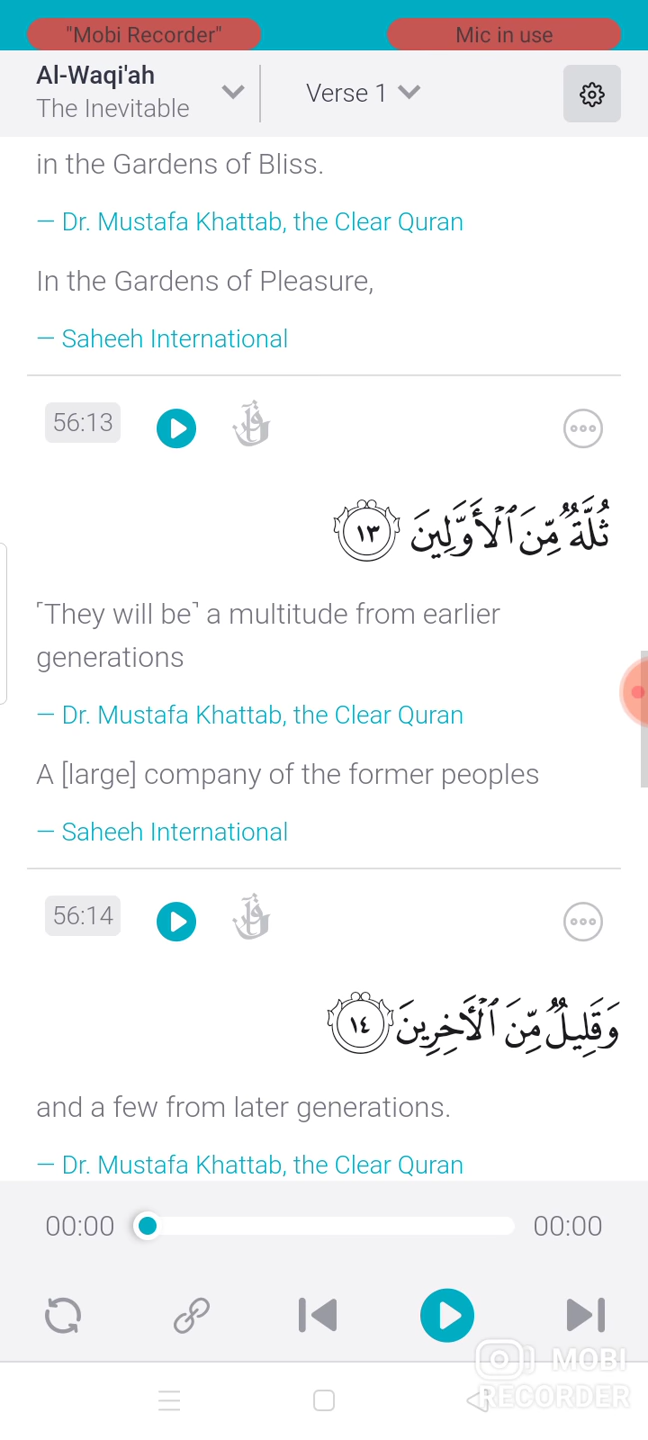 "Mobi Recorder" Mic in use
Al-Waqi'ah
The Inevitable
Verse 1
in the Gardens of Bliss.
— Dr. Mustafa Khattab, the Clear Quran
In the Gardens of Pleasure,
— Saheeh International
56:13
ثُلَّةٌ مِّنَ ٱلْأَوَّلِينَ ١٣
⸢They will be⸣ a multitude from earlier
generations
— Dr. Mustafa Khattab, the Clear Quran
A [large] company of the former peoples
— Saheeh International
56:14
وَقَلِيلٌ مِّنَ ٱلْـَٔاخِرِينَ ١٤
and a few from later generations.
— Dr. Mustafa Khattab, the Clear Quran
00:00 00:00
MOBI
RECORDER